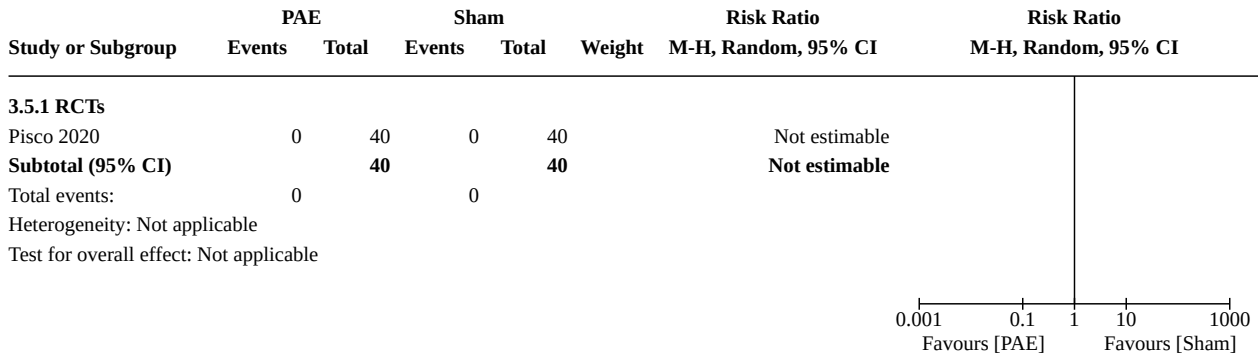 PAE Sham Risk Ratio Risk Ratio
Study or Subgroup Events Total Events Total Weight M-H, Random, 95% CI M-H, Random, 95% CI
3.5.1 RCTs
Pisco 2020 0 40 0 40 Not estimable
Subtotal (95% CI) 40 40 Not estimable
Total events: 0 0
Heterogeneity: Not applicable
Test for overall effect: Not applicable
0.001 0.1 1 10 1000
Favours [PAE] Favours [Sham]